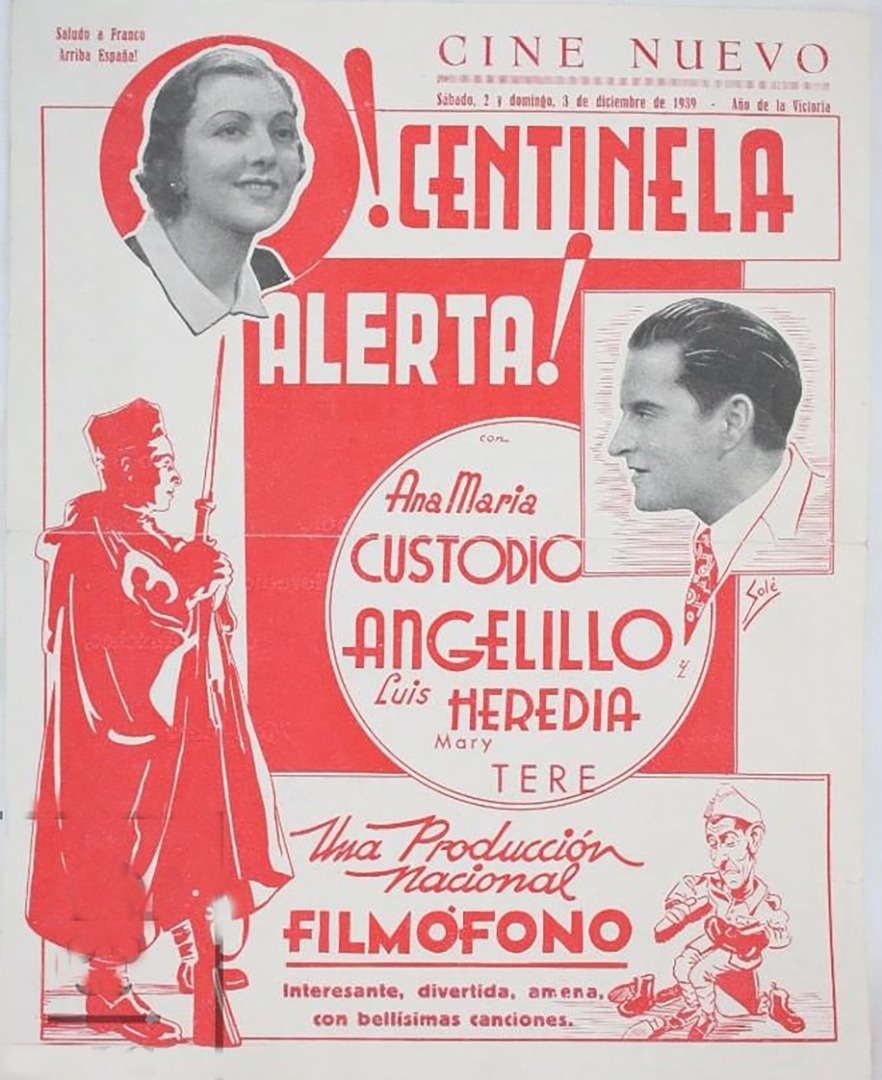 Saludo a Franco
Arriba España!
CINE NUEVO
Sábado, 2 y domingo, 3 de diciembre de 1939 - Año de la Victoria
!CENTINELA
ALERTA!
con
Ana Maria
CUSTODIO
ANGELILLO
y
Luis
HEREDIA
Mary
TERE
Solé
Una Producción
nacional
FILMÓFONO
Interesante, divertida, amena,
con bellísimas canciones.